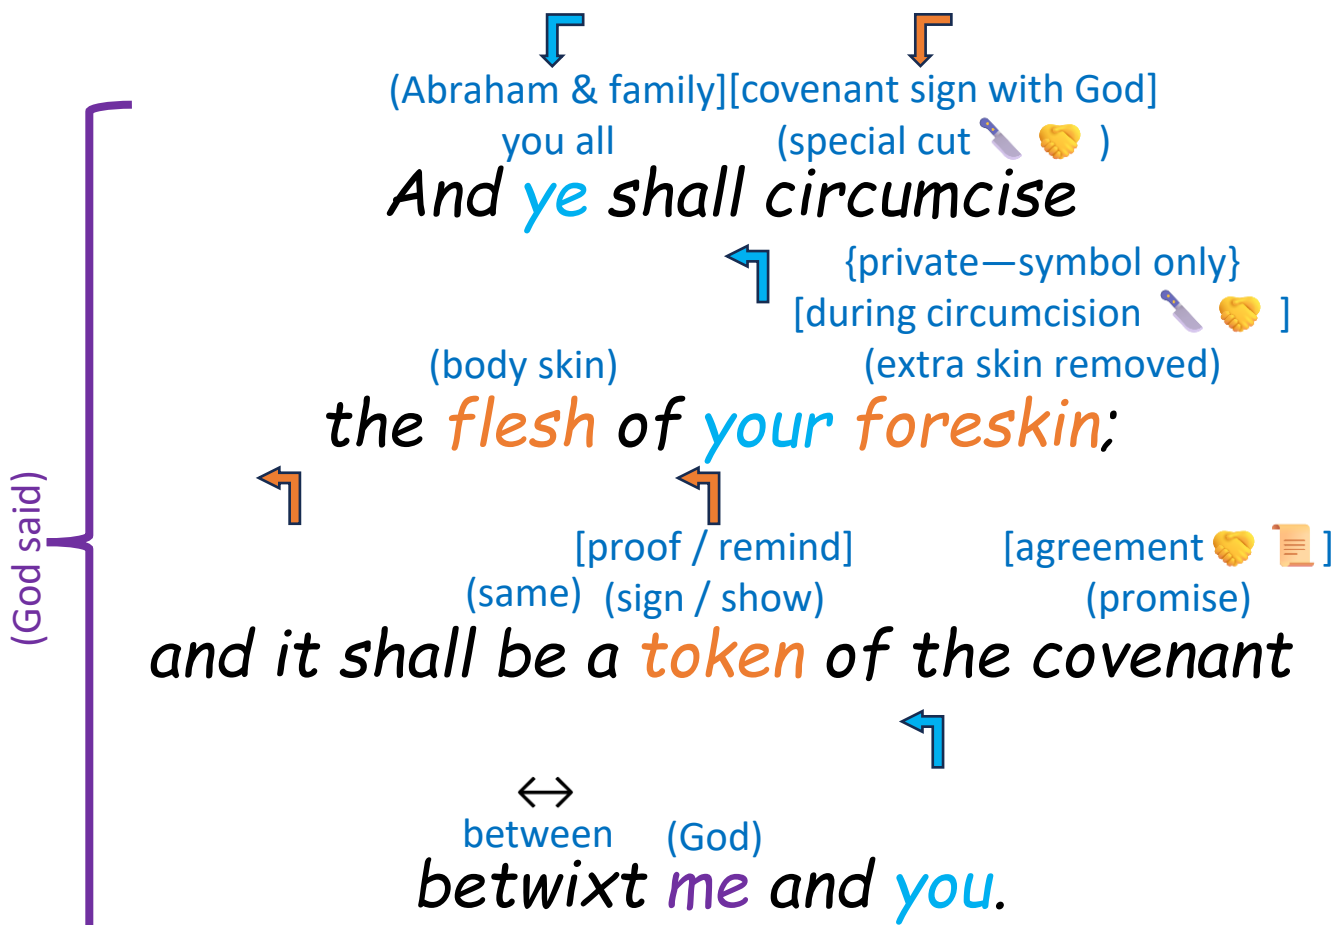 (Abraham & family][covenant sign with God]
you all (special cut 🔪 🤝 )
And ye shall circumcise
{private—symbol only}
[during circumcision 🔪 🤝 ]
(body skin) (extra skin removed)
the flesh of your foreskin;
(God said)
[proof / remind] [agreement 🤝 📜 ]
(same) (sign / show) (promise)
and it shall be a token of the covenant
↔
between (God)
betwixt me and you.